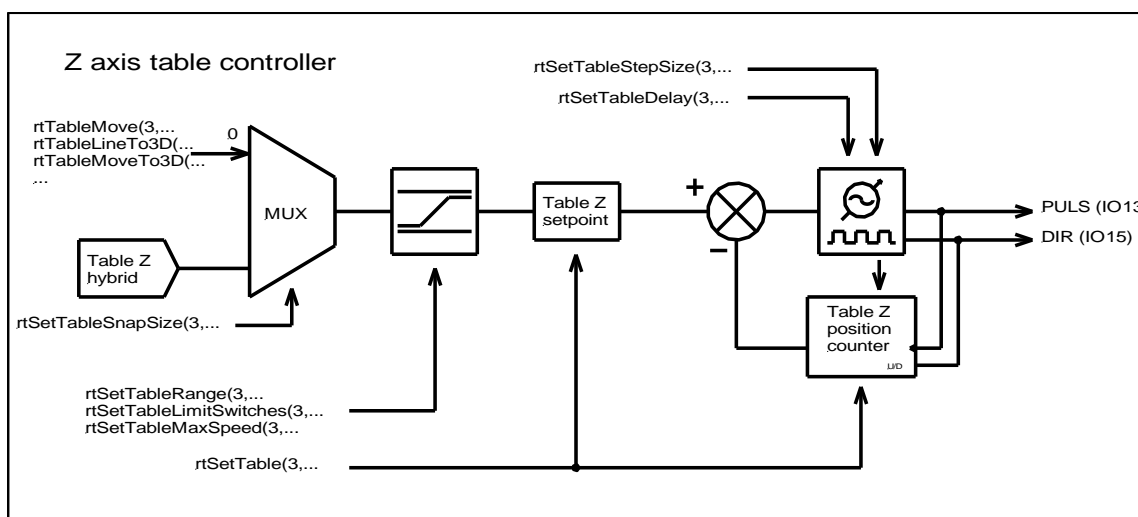 Z axis table controller
rtSetTableStepSize(3,...
rtSetTableDelay(3,...
rtTableMove(3,...
rtTableLineTo3D(...
rtTableMoveTo3D(...
...
0
MUX
Table Z
hybrid
rtSetTableSnapSize(3,...
Table Z
setpoint
+
−
PULS (IO13
DIR (IO15)
Table Z
position
counter
U/D
rtSetTableRange(3,...
rtSetTableLimitSwitches(3,...
rtSetTableMaxSpeed(3,...
rtSetTable(3,...